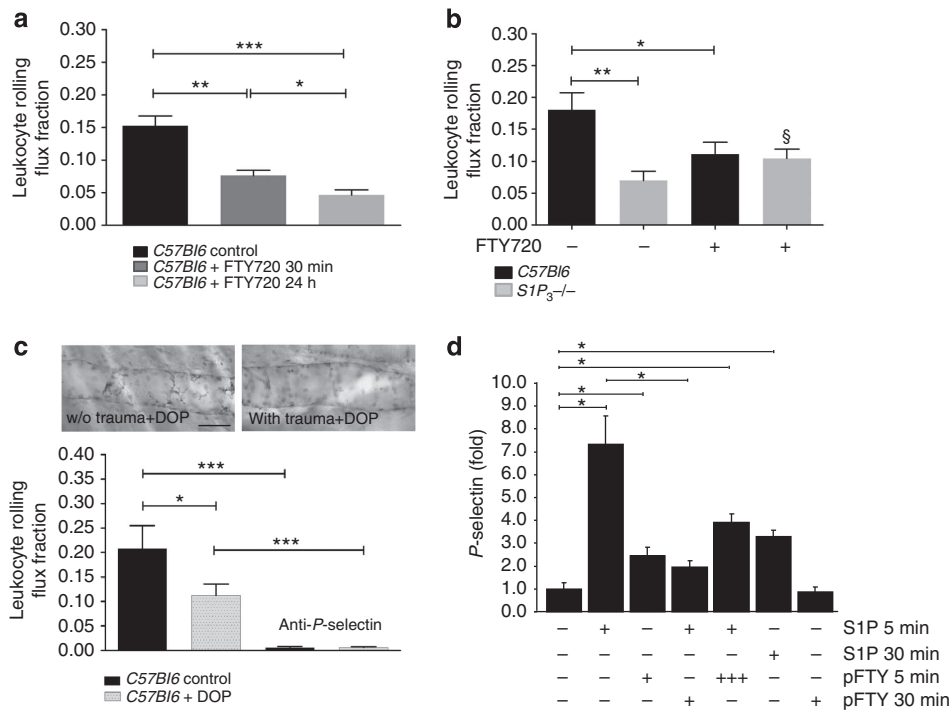 a
Leukocyte rolling
flux fraction
0.30
0.25
0.20
0.15
0.10
0.05
0.00
***
**
*
C57Bl6 control
C57Bl6 + FTY720 30 min
C57Bl6 + FTY720 24 h
b
Leukocyte rolling
flux fraction
0.30
0.25
0.20
0.15
0.10
0.05
0.00
*
**
§
FTY720 – – + +
C57Bl6
S1P3–/–
c
w/o trauma+DOP
With trauma+DOP
Leukocyte rolling
flux fraction
0.40
0.35
0.30
0.25
0.20
0.15
0.10
0.05
0.00
***
*
***
Anti-P-selectin
C57Bl6 control
C57Bl6 + DOP
d
P-selectin (fold)
10.0
9.0
8.0
7.0
6.0
5.0
4.0
3.0
2.0
1.0
0.0
1.0
*
*
*
*
*
– + – + + – – S1P 5 min
– – – – – + – S1P 30 min
– – + – +++ – – pFTY 5 min
– – – + – – + pFTY 30 min